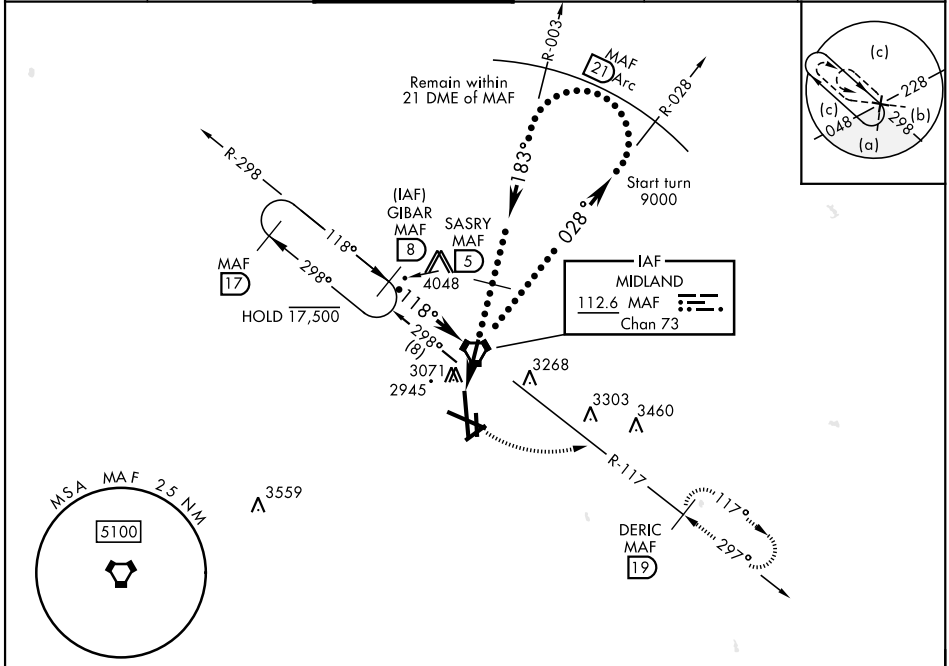 R-003
MAF
21 Arc
Remain within
21 DME of MAF
R-028
(c)
228
(c)
(b)
048
298
(a)
183°
028°
Start turn
9000
R-298
(IAF)
GIBAR
MAF
8
SASRY
MAF
5
4048
118°
298°
MAF
17
HOLD 17,500
118°
298°
(8)
IAF
MIDLAND
112.6 MAF
Chan 73
3071
2945
3268
3303
3460
R-117
117°
297°
DERIC
MAF
19
3559
MSA MAF 25 NM
5100